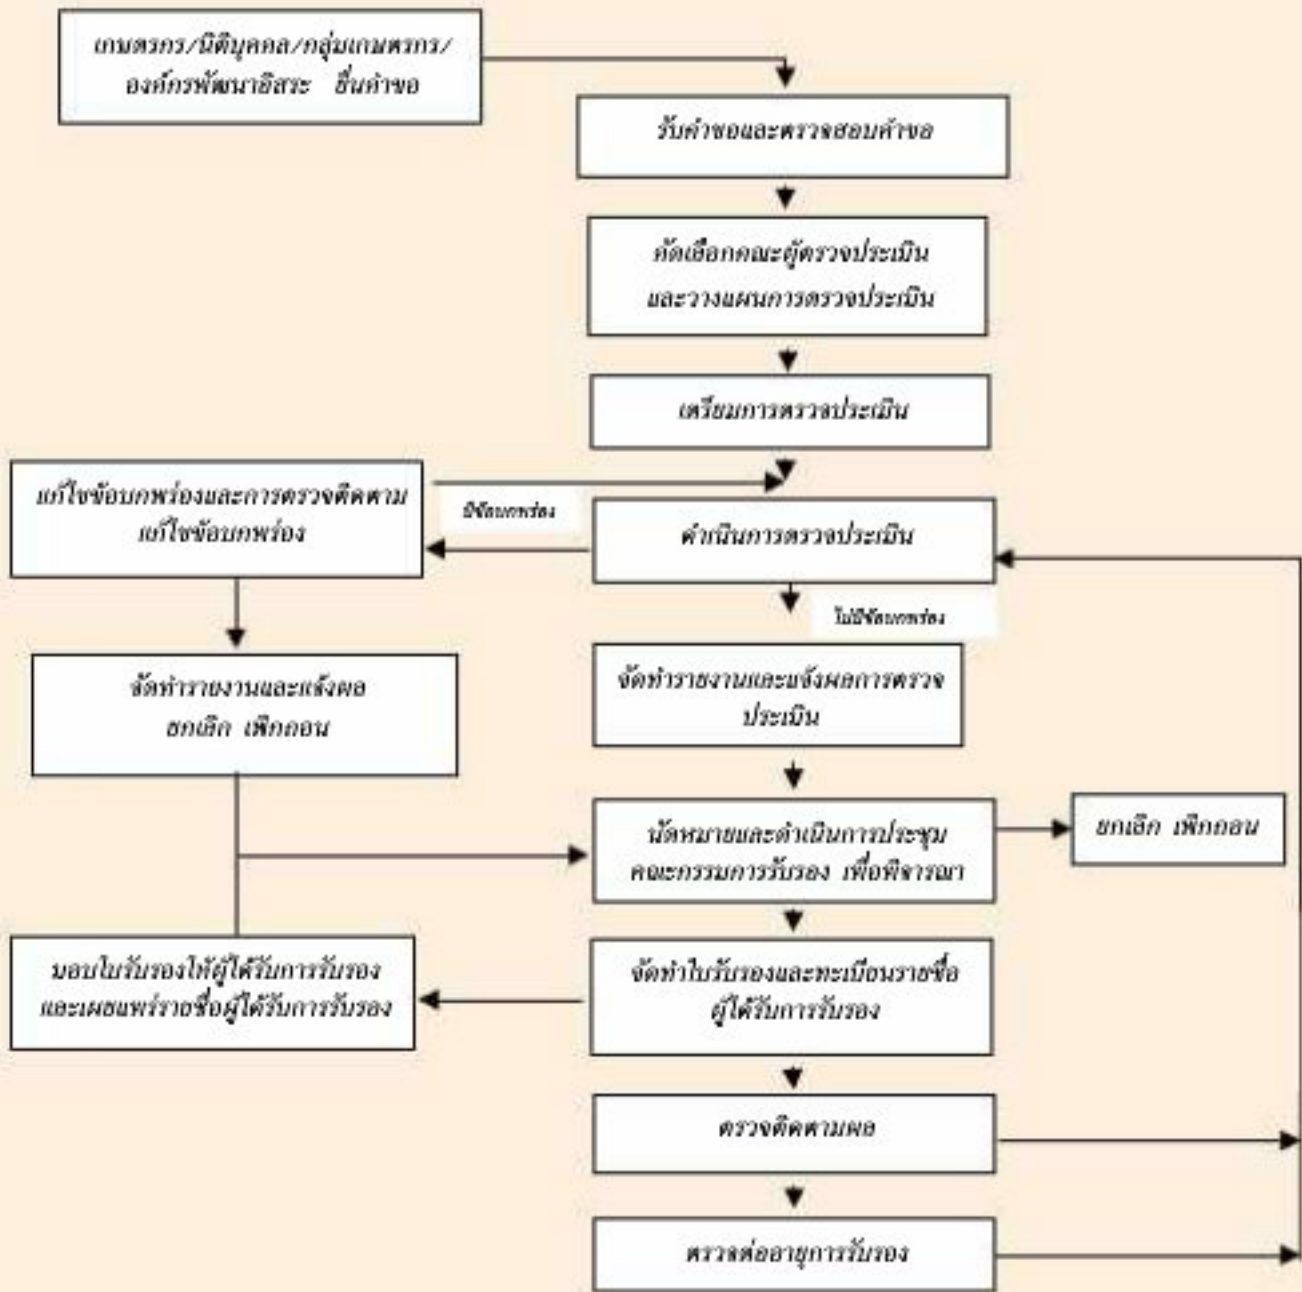 เกษตรกร/นิติบุคคล/กลุ่มเกษตรกร/
องค์กรพัฒนาอิสระ ยื่นคำขอ
รับคำขอและตรวจสอบคำขอ
คัดเลือกคณะผู้ตรวจประเมิน
และวางแผนการตรวจประเมิน
เตรียมการตรวจประเมิน
แก้ไขข้อบกพร่องและการตรวจติดตาม
แก้ไขข้อบกพร่อง
มีข้อบกพร่อง
ดำเนินการตรวจประเมิน
ไม่มีข้อบกพร่อง
จัดทำรายงานและแจ้งผล
ยกเลิก เพิกถอน
จัดทำรายงานและแจ้งผลการตรวจ
ประเมิน
นัดหมายและดำเนินการประชุม
คณะกรรมการรับรอง เพื่อพิจารณา
ยกเลิก เพิกถอน
มอบใบรับรองให้ผู้ได้รับการรับรอง
และเผยแพร่รายชื่อผู้ได้รับการรับรอง
จัดทำใบรับรองและทะเบียนรายชื่อ
ผู้ได้รับการรับรอง
ตรวจติดตามผล
ตรวจต่ออายุการรับรอง